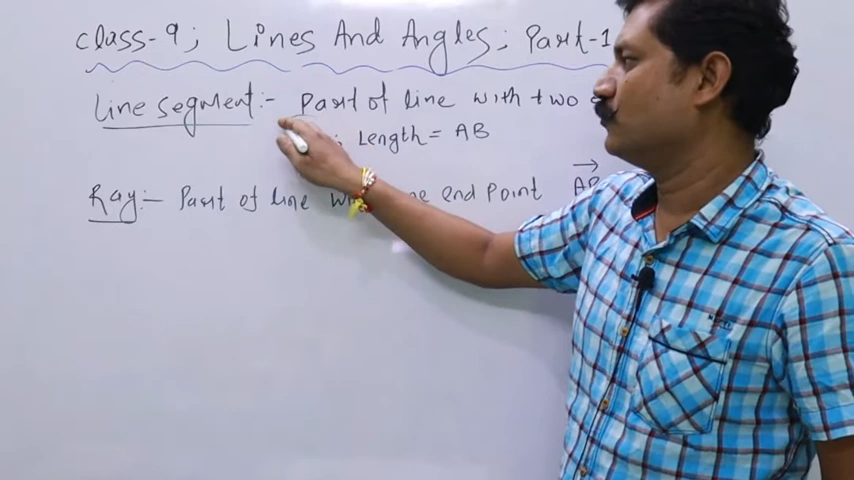 class-9; Lines And Angles; Part-1
Line segment:- Part of line with two
; Length = AB
Ray:- Part of line end Point